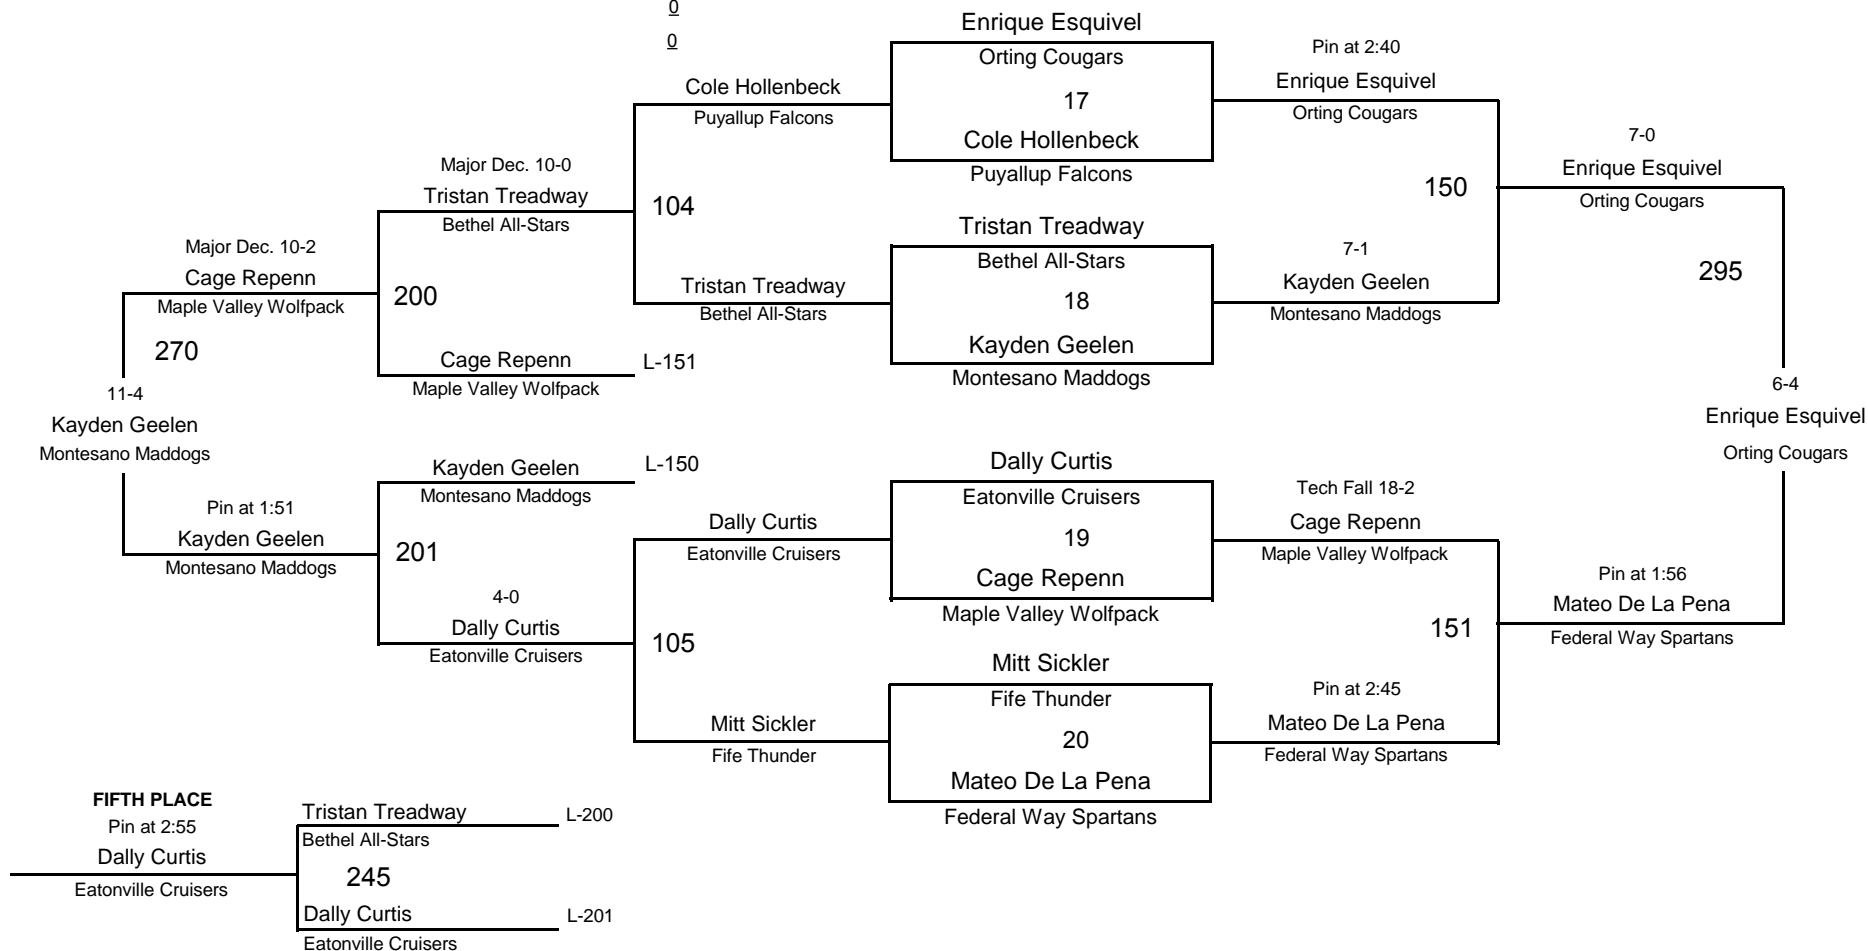 0
0
Enrique Esquivel
Orting Cougars
17
Cole Hollenbeck
Puyallup Falcons
Pin at 2:40
Enrique Esquivel
Orting Cougars
Cole Hollenbeck
Puyallup Falcons
7-0
Enrique Esquivel
Orting Cougars
Major Dec. 10-0
Tristan Treadway
Bethel All-Stars
104
150
Tristan Treadway
Bethel All-Stars
18
Kayden Geelen
Montesano Maddogs
7-1
Kayden Geelen
Montesano Maddogs
Major Dec. 10-2
Cage Repenn
Maple Valley Wolfpack
200
Tristan Treadway
Bethel All-Stars
295
270
Cage Repenn
Maple Valley Wolfpack
L-151
11-4
Kayden Geelen
Montesano Maddogs
6-4
Enrique Esquivel
Orting Cougars
Kayden Geelen
Montesano Maddogs
L-150
Dally Curtis
Eatonville Cruisers
19
Cage Repenn
Maple Valley Wolfpack
Tech Fall 18-2
Cage Repenn
Maple Valley Wolfpack
Pin at 1:51
Kayden Geelen
Montesano Maddogs
201
Dally Curtis
Eatonville Cruisers
4-0
Dally Curtis
Eatonville Cruisers
105
151
Pin at 1:56
Mateo De La Pena
Federal Way Spartans
Mitt Sickler
Fife Thunder
20
Mateo De La Pena
Federal Way Spartans
Pin at 2:45
Mateo De La Pena
Federal Way Spartans
Mitt Sickler
Fife Thunder
FIFTH PLACE
Pin at 2:55
Dally Curtis
Eatonville Cruisers
Tristan Treadway
Bethel All-Stars
L-200
245
Dally Curtis
Eatonville Cruisers
L-201